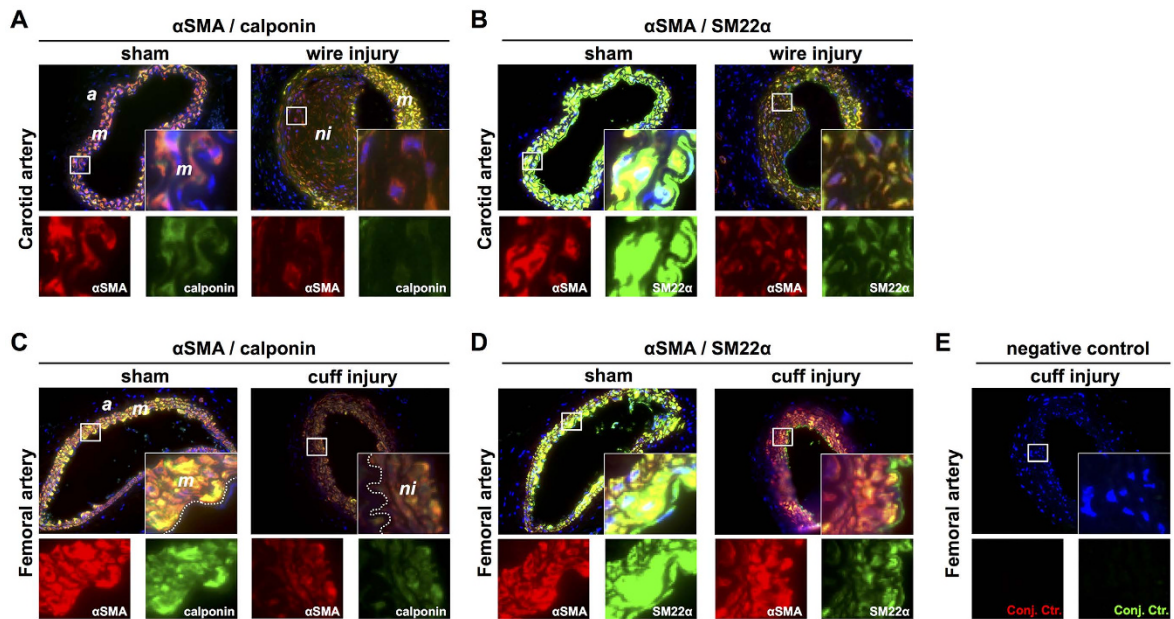 A
αSMA / calponin
sham
wire injury
Carotid artery
a
m
m
ni
m
αSMA
calponin
αSMA
calponin
B
αSMA / SM22α
sham
wire injury
Carotid artery
αSMA
SM22α
αSMA
SM22α
C
αSMA / calponin
sham
cuff injury
Femoral artery
a
m
m
ni
αSMA
calponin
αSMA
calponin
D
αSMA / SM22α
sham
cuff injury
Femoral artery
αSMA
SM22α
αSMA
SM22α
E
negative control
cuff injury
Femoral artery
Conj. Ctr.
Conj. Ctr.